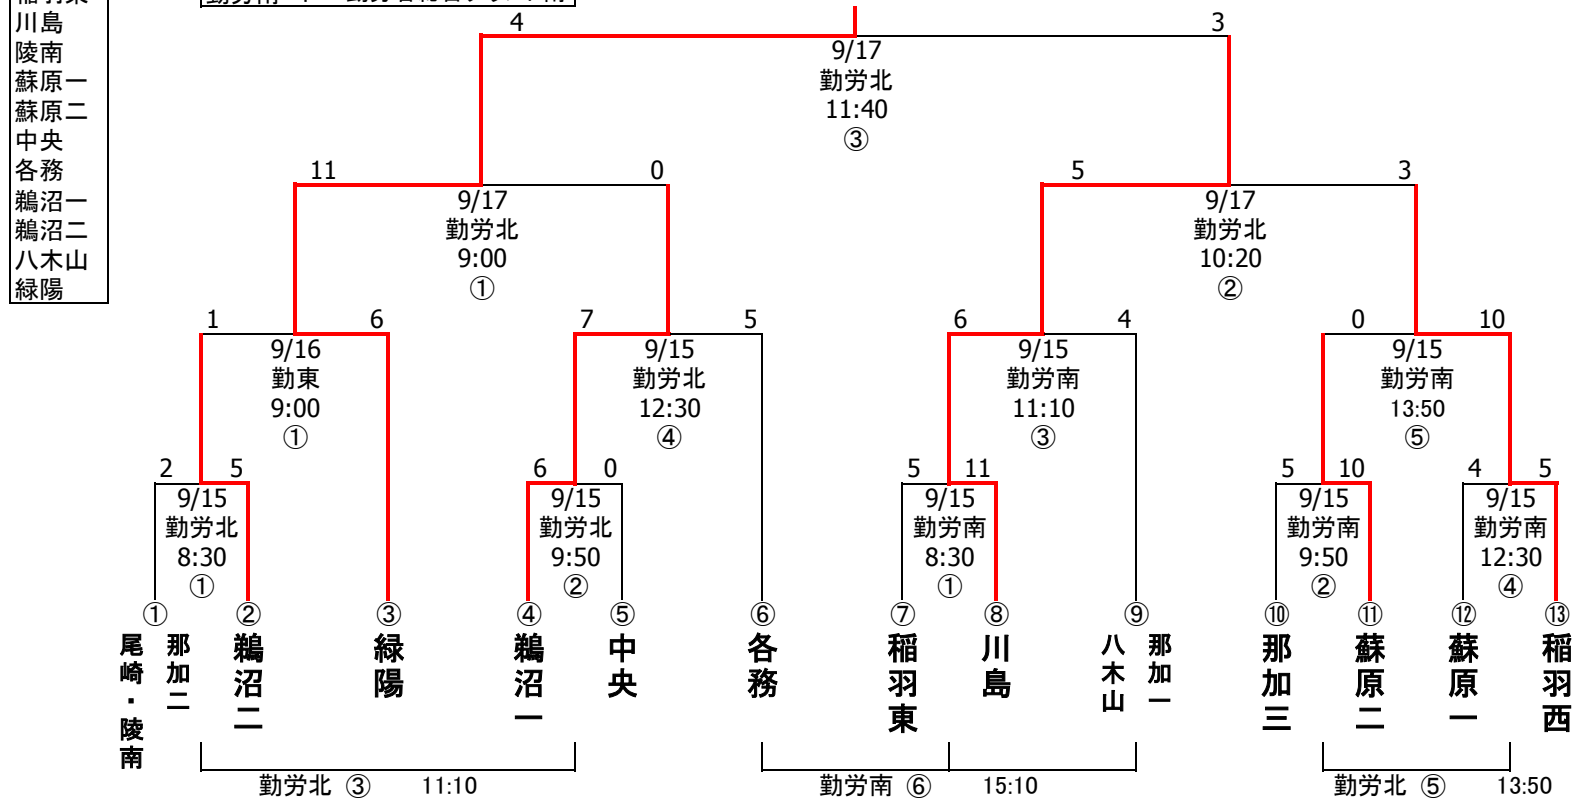 川島
陵南
蘇原一
蘇原二
中央
各務
鵜沼一
鵜沼二
八木山
緑陽
4
3
9/17
勤労北
11:40
③
11
0
5
3
9/17
勤労北
9:00
①
9/17
勤労北
10:20
②
1
6
7
5
6
4
0
10
9/16
勤東
9:00
①
9/15
勤労北
12:30
④
9/15
勤労南
11:10
③
9/15
勤労南
13:50
⑤
2
5
6
0
5
11
5
10
4
5
9/15
勤労北
8:30
①
9/15
勤労北
9:50
②
9/15
勤労南
8:30
①
9/15
勤労南
9:50
②
9/15
勤労南
12:30
④
①
②
③
④
⑤
⑥
⑦
⑧
⑨
⑩
⑪
⑫
⑬
那加二
尾崎・陵南
鵜沼二
緑陽
鵜沼一
中央
各務
稲羽東
川島
那加一
八木山
那加三
蘇原二
蘇原一
稲羽西
勤労北 ③ 11:10
勤労南 ⑥ 15:10
勤労北 ⑤ 13:50